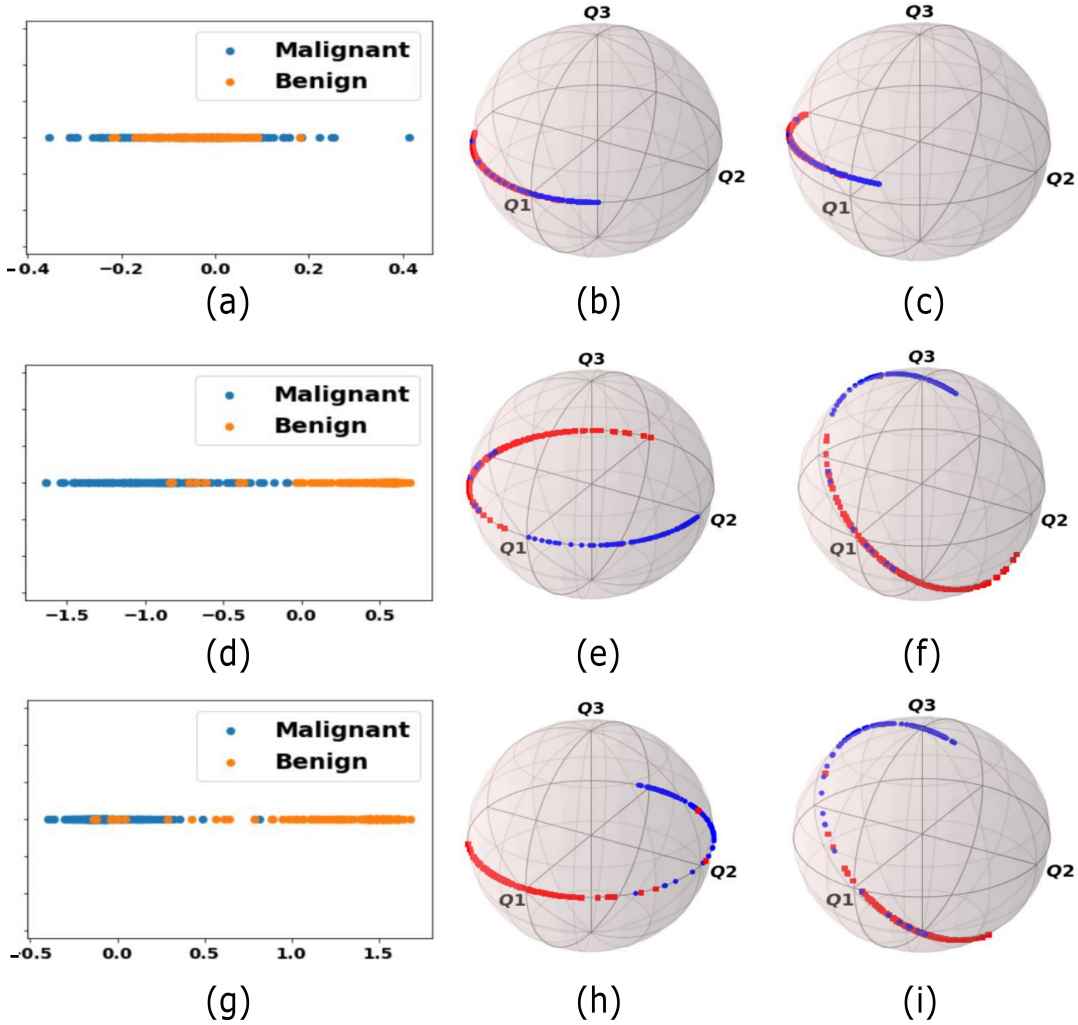 Malignant
Benign
−0.4 −0.2 0.0 0.2 0.4
(a)
Q3
Q2
Q1
(b)
Q3
Q2
Q1
(c)
Malignant
Benign
−1.5 −1.0 −0.5 0.0 0.5
(d)
Q3
Q2
Q1
(e)
Q3
Q2
Q1
(f)
Malignant
Benign
−0.5 0.0 0.5 1.0 1.5
(g)
Q3
Q2
Q1
(h)
Q3
Q2
Q1
(i)